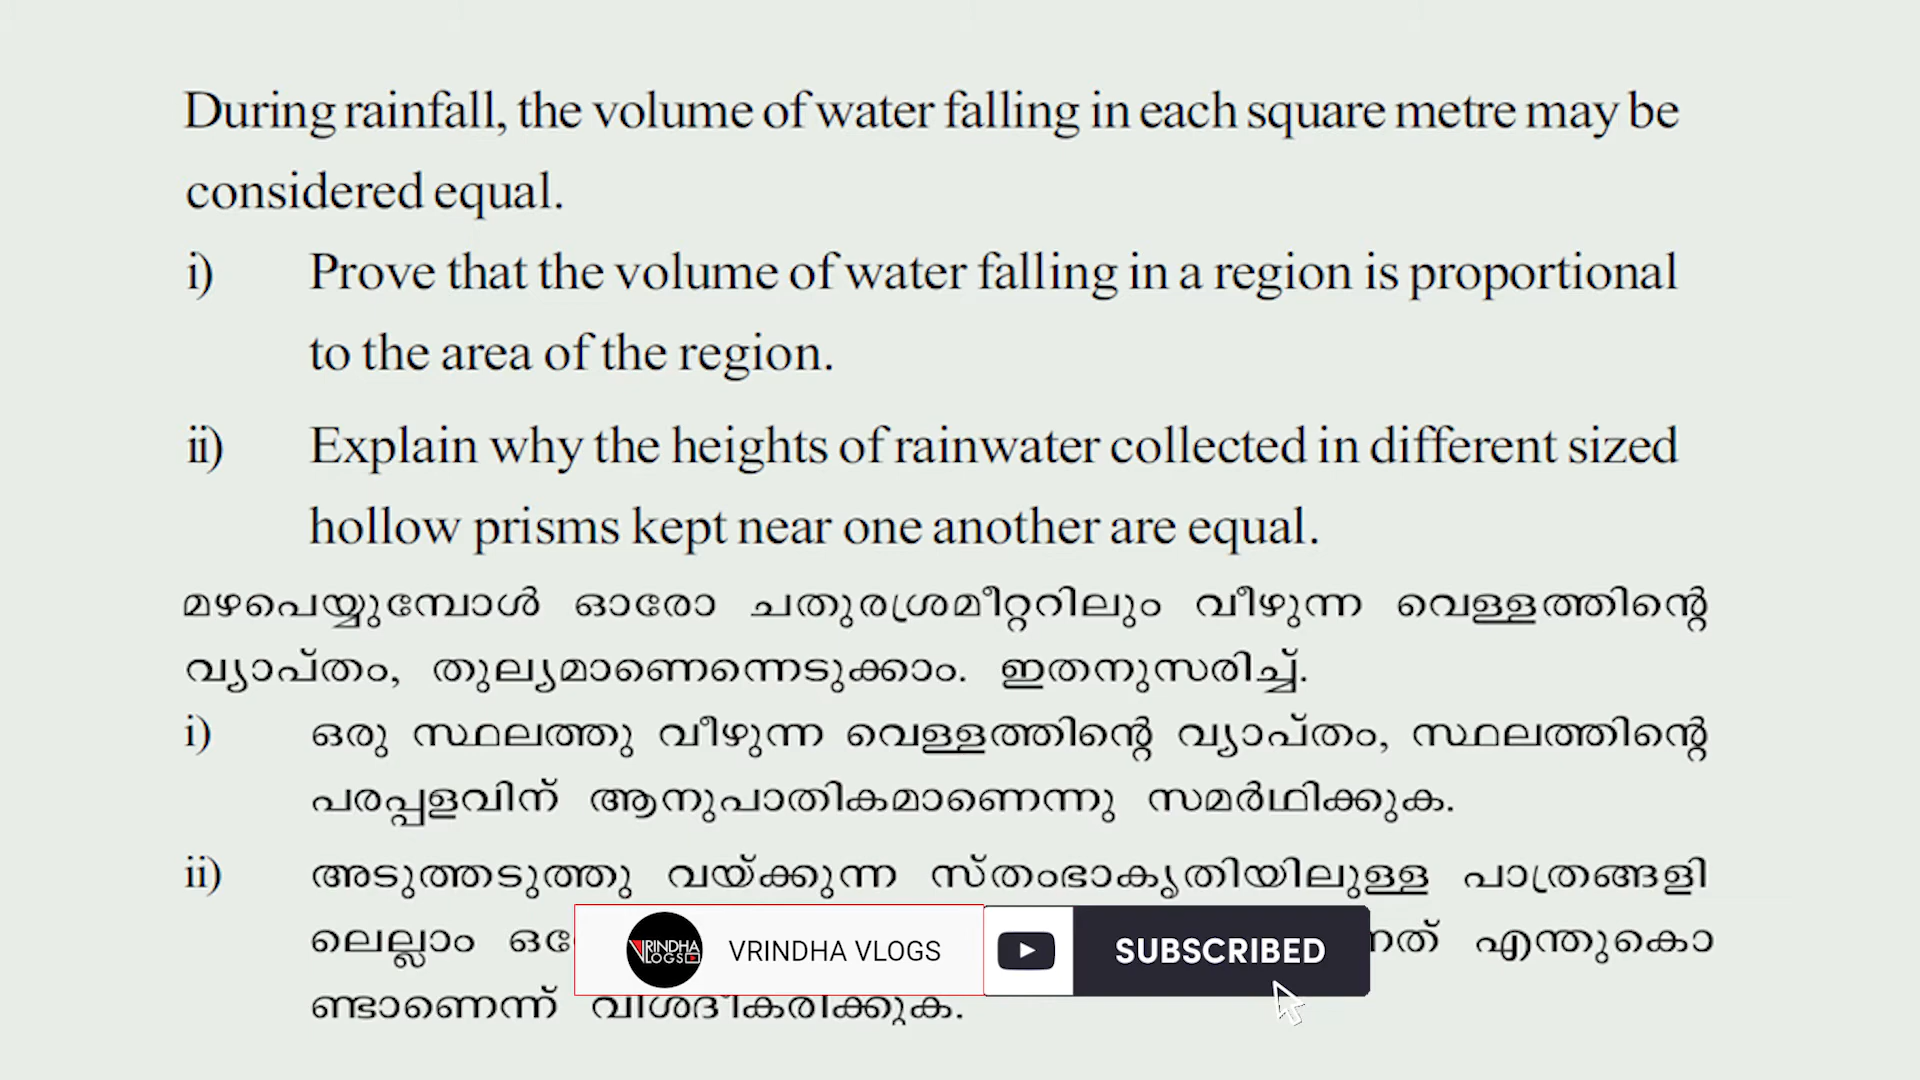 During rainfall, the volume of water falling in each square metre may be
considered equal.
i) Prove that the volume of water falling in a region is proportional
to the area of the region.
ii) Explain why the heights of rainwater collected in different sized
hollow prisms kept near one another are equal.
മഴപെയ്യുമ്പോൾ ഓരോ ചതുരശ്രമീറ്ററിലും വീഴുന്ന വെള്ളത്തിന്റെ
വ്യാപ്തം, തുല്യമാണെന്നെടുക്കാം. ഇതനുസരിച്ച്.
i) ഒരു സ്ഥലത്തു വീഴുന്ന വെള്ളത്തിന്റെ വ്യാപ്തം, സ്ഥലത്തിന്റെ
പരപ്പളവിന് ആനുപാതികമാണെന്നു സമർഥിക്കുക.
ii) അടുത്തടുത്തു വയ്ക്കുന്ന സ്തംഭാകൃതിയിലുള്ള പാത്രങ്ങളി
ലെല്ലാം എന്തുകൊ
ണ്ടാണെന്ന് വിശദീകരിക്കുക.
VRINDHA VLOGS
VRINDHA VLOGS SUBSCRIBED